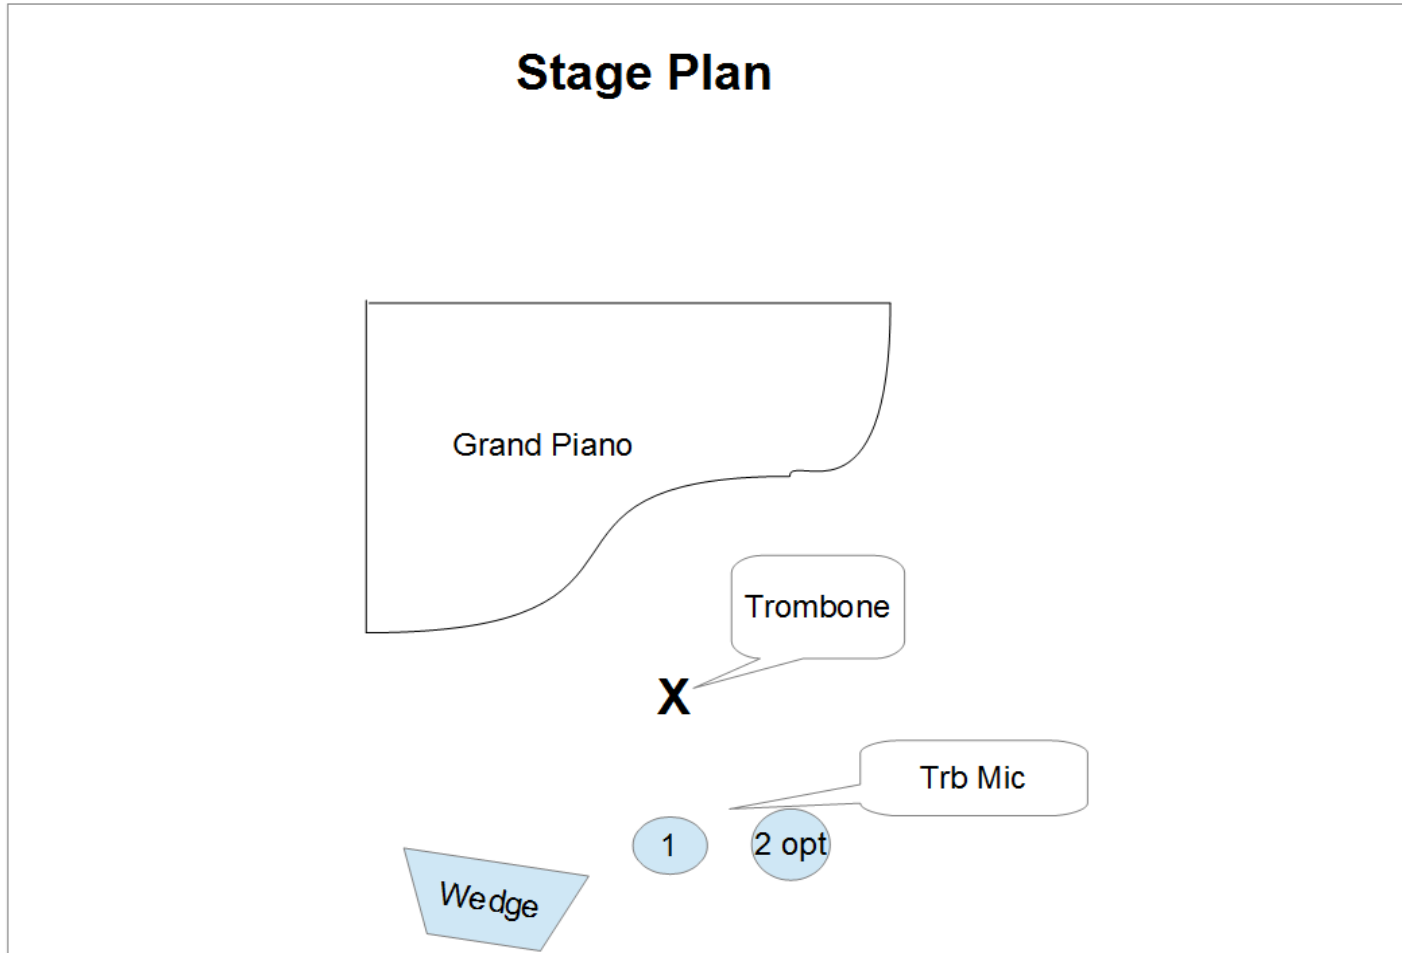 Stage Plan
Grand Piano
Trombone
X
Trb Mic
1
2 opt
Wedge